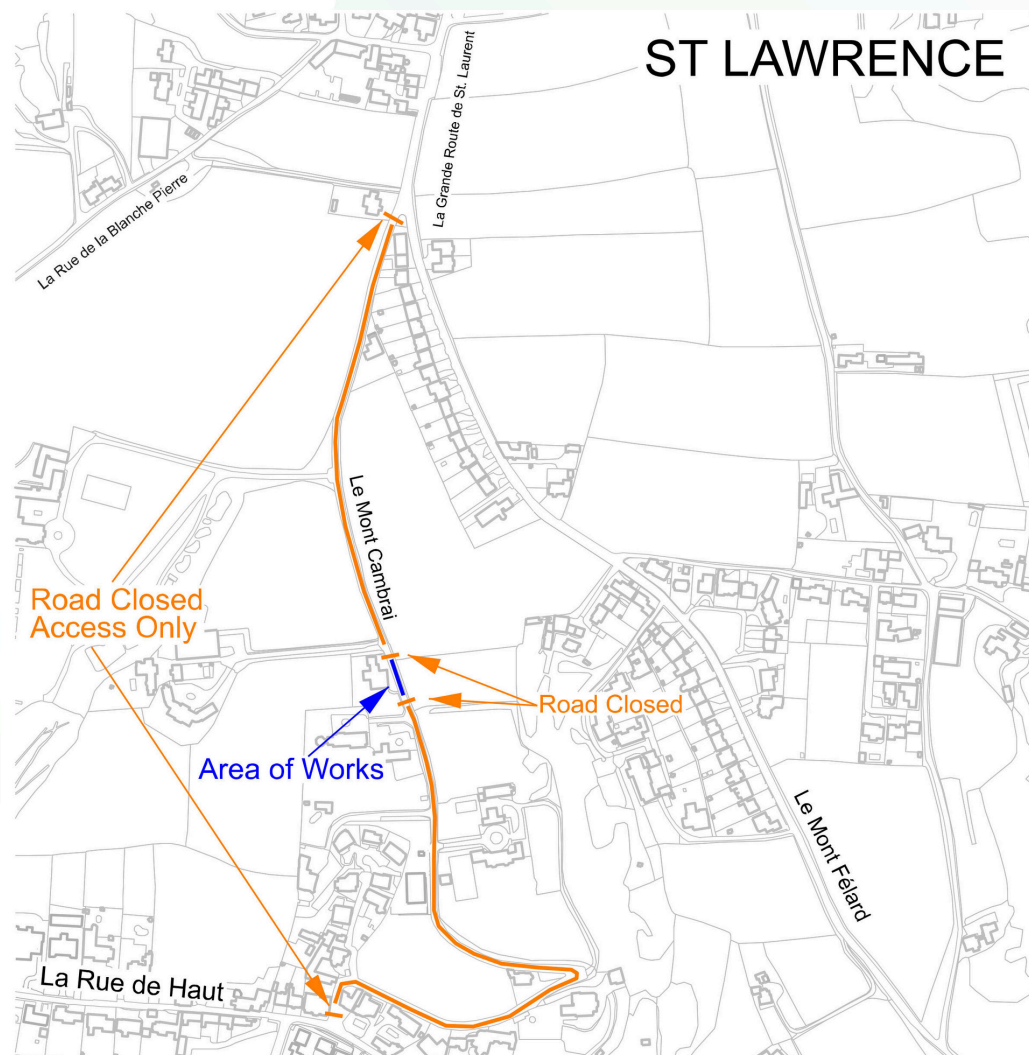 ST LAWRENCE
La Grande Route de St. Laurent
La Rue de la Blanche Pierre
Le Mont Cambrai
Road Closed
Access Only
Road Closed
Area of Works
Le Mont Félard
La Rue de Haut